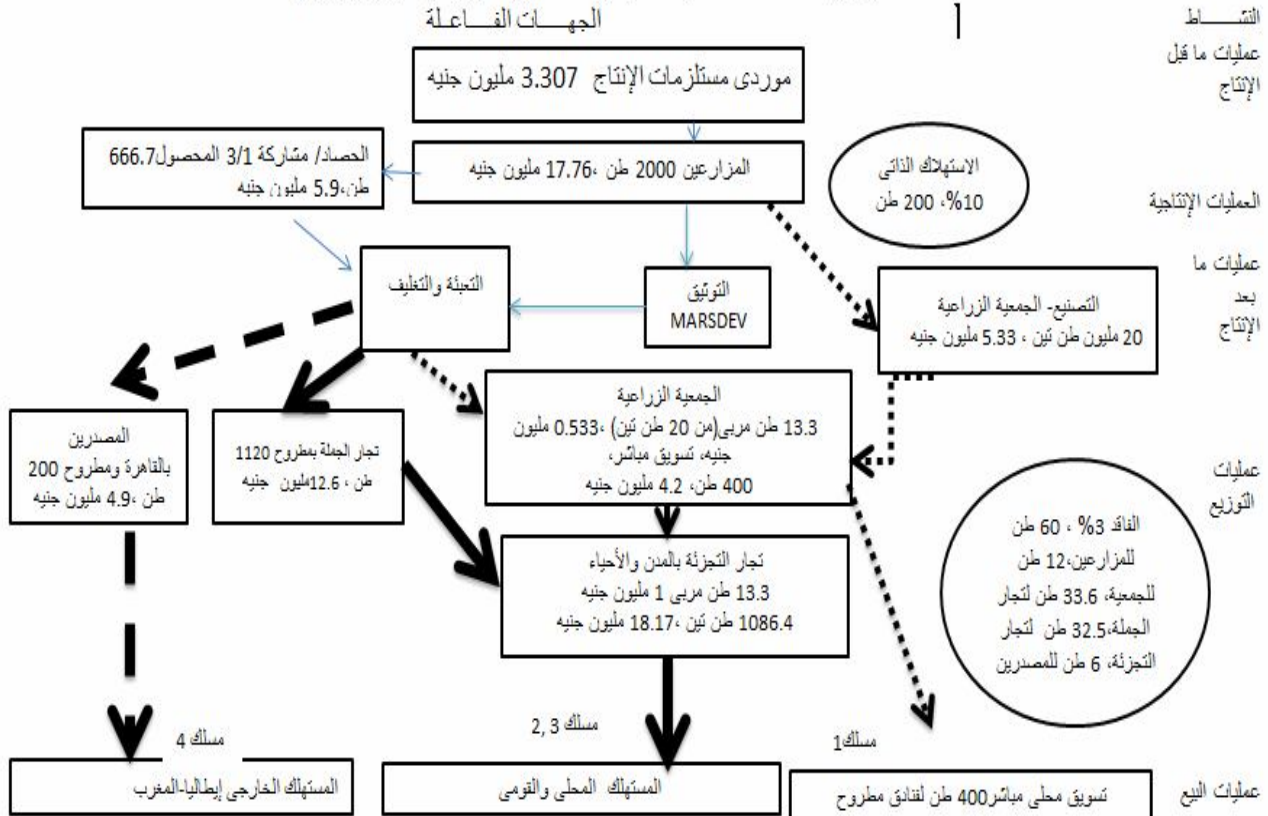 النشــــــاط
الجهــــات الفــــاعــلة
عمليات ما قبل
الإنتاج
موردى مستلزمات الإنتاج 3.307 مليون جنيه
المزارعين 2000 طن ،17.76 مليون جنيه
الحصاد/ مشاركة 3/1 المحصول666.7
طن،5.9 مليون جنيه
الاستهلاك الذاتى
10%، 200 طن
العمليات الإنتاجية
عمليات ما
بعد
الإنتاج
التصنيع- الجمعية الزراعية
20 مليون طن تين ، 5.33 مليون جنيه
التوثيق
MARSDEV
التعبئة والتغليف
الجمعية الزراعية
13.3 طن مربى(من 20 طن تين) ،0.533 مليون
جنيه، تسويق مباشر،
400 طن، 4.2 مليون جنيه
تجار الجملة بمطروح 1120
طن ، 12.6مليون جنيه
المصدرين
بالقاهرة ومطروح 200
طن ،4.9 مليون جنيه
عمليات
التوزيع
الفاقد 3% ، 60 طن
للمزارعين،12 طن
للجمعية، 33.6 طن لتجار
الجملة،32.5 طن لتجار
التجزئة، 6 طن للمصدرين
تجار التجزئة بالمدن والأحياء
13.3 طن مربى 1 مليون جنيه
1086.4 طن تين ،18.17 مليون جنيه
مسلك1
مسلك 3 ,2
مسلك 4
عمليات البيع
تسويق محلى مباشر400 طن لفنادق مطروح
المستهلك المحلى والقومى
المستهلك الخارجى إيطاليا-المغرب